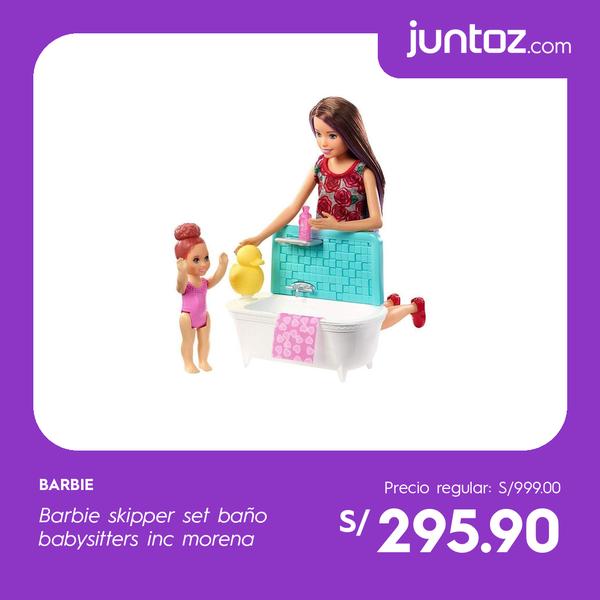 juntoz.com
BARBIE
Barbie skipper set baño
babysitters inc morena
Precio regular: S/999.00
S/ 295.90